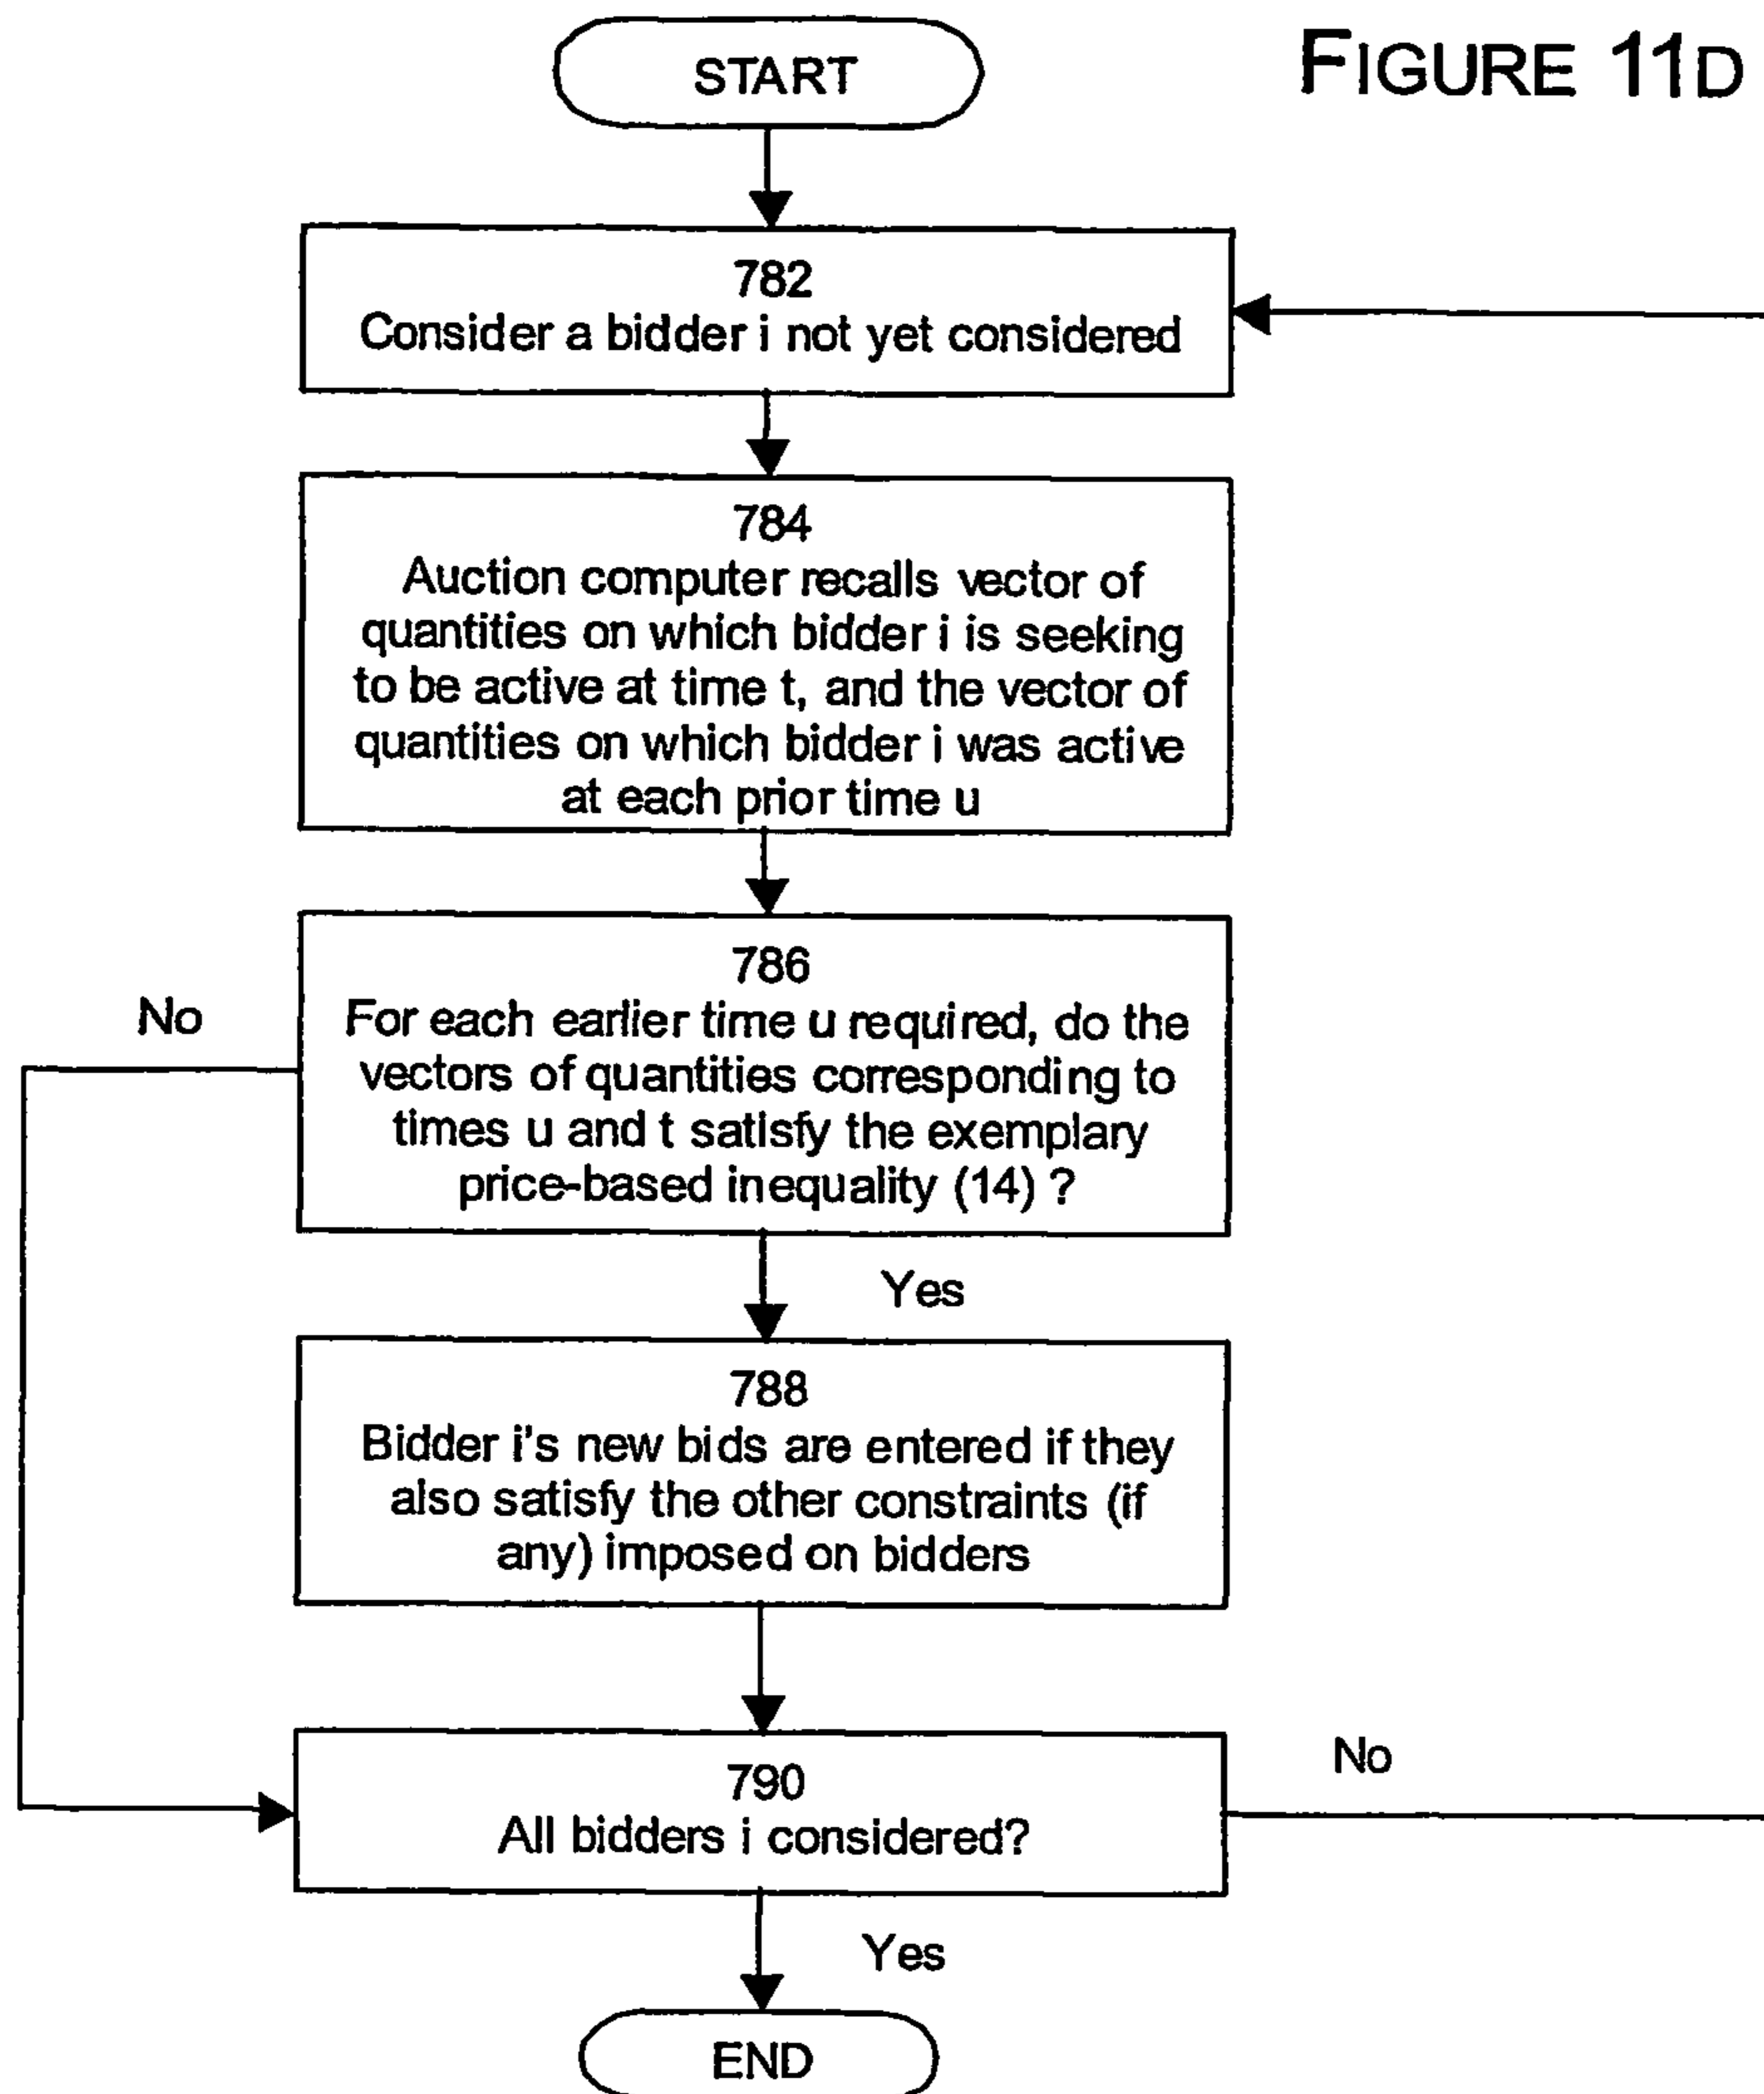 START
FIGURE 11D
782
Consider a bidder i not yet considered
784
Auction computer recalls vector of
quantities on which bidder i is seeking
to be active at time t, and the vector of
quantities on which bidder i was active
at each prior time u
786
No
For each earlier time u required, do the
vectors of quantities corresponding to
times u and t satisfy the exemplary
price-based inequality (14) ?
Yes
788
Bidder i's new bids are entered if they
also satisfy the other constraints (if
any) imposed on bidders
790
All bidders i considered?
No
Yes
END